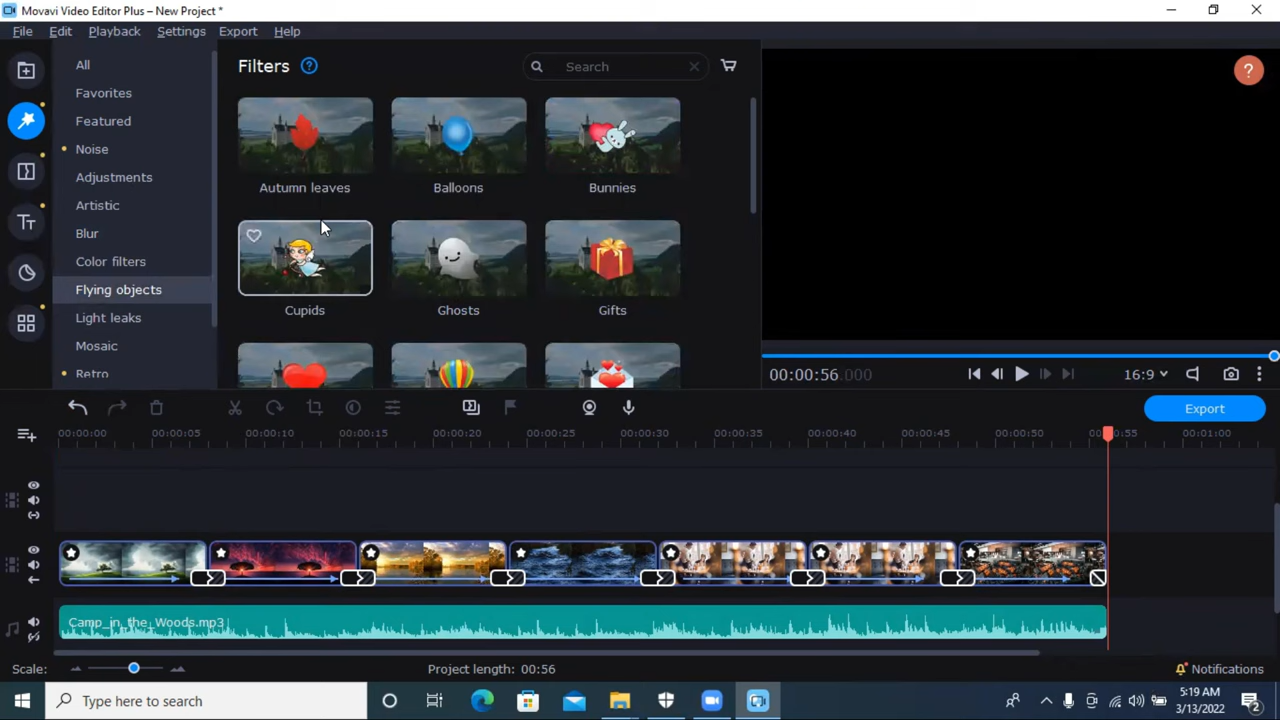 Movavi Video Editor Plus – New Project *
File Edit Playback Settings Export Help
All
Favorites
Featured
Noise
Adjustments
Artistic
Blur
Color filters
Flying objects
Light leaks
Mosaic
Retro
Filters ?
Search
Autumn leaves Balloons Bunnies
Cupids Ghosts Gifts
?
00:00:56.000
16:9
Export
00:00:00 00:00:05 00:00:10 00:00:15 00:00:20 00:00:25 00:00:30 00:00:35 00:00:40 00:00:45 00:00:50 :55 00:01:00
Camp_in_the_Woods.mp3
Scale:
Project length: 00:56
Notifications
Type here to search
5:19 AM
3/13/2022
2